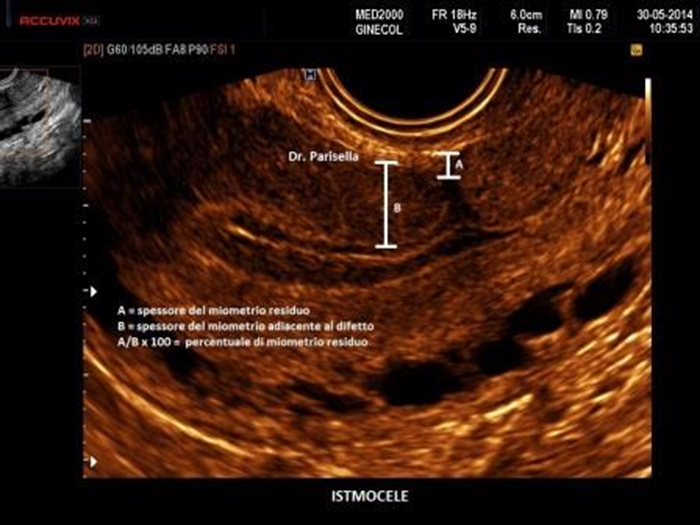 ACCUVIX XG
MED2000 FR 18Hz 6.0cm MI 0.79 30-05-2014
GINECOL V5-9 Res. TIs 0.2 10:35:53
[2D] G60/105dB/FA8/P90/FSI 1
M
Dr. Parisella
A
B
A = spessore del miometrio residuo
B = spessore del miometrio adiacente al difetto
A/B x 100 = percentuale di miometrio residuo
ISTMOCELE